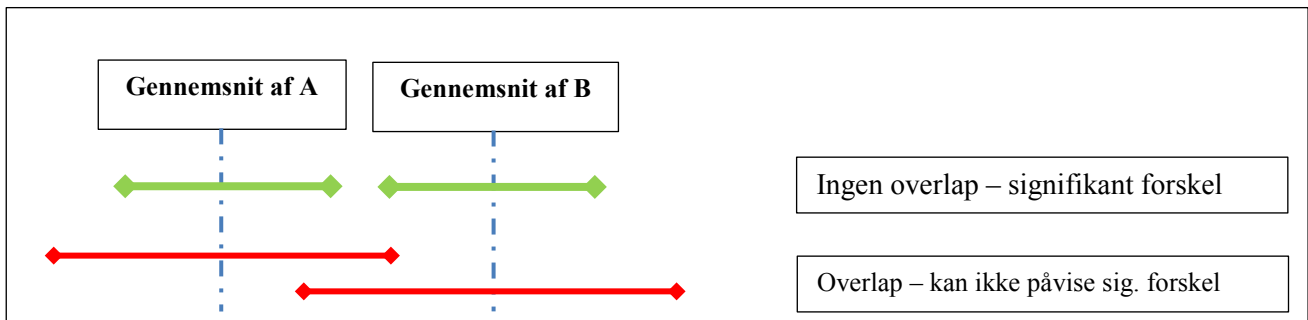 Gennemsnit af A
Gennemsnit af B
Ingen overlap – signifikant forskel
Overlap – kan ikke påvise sig. forskel